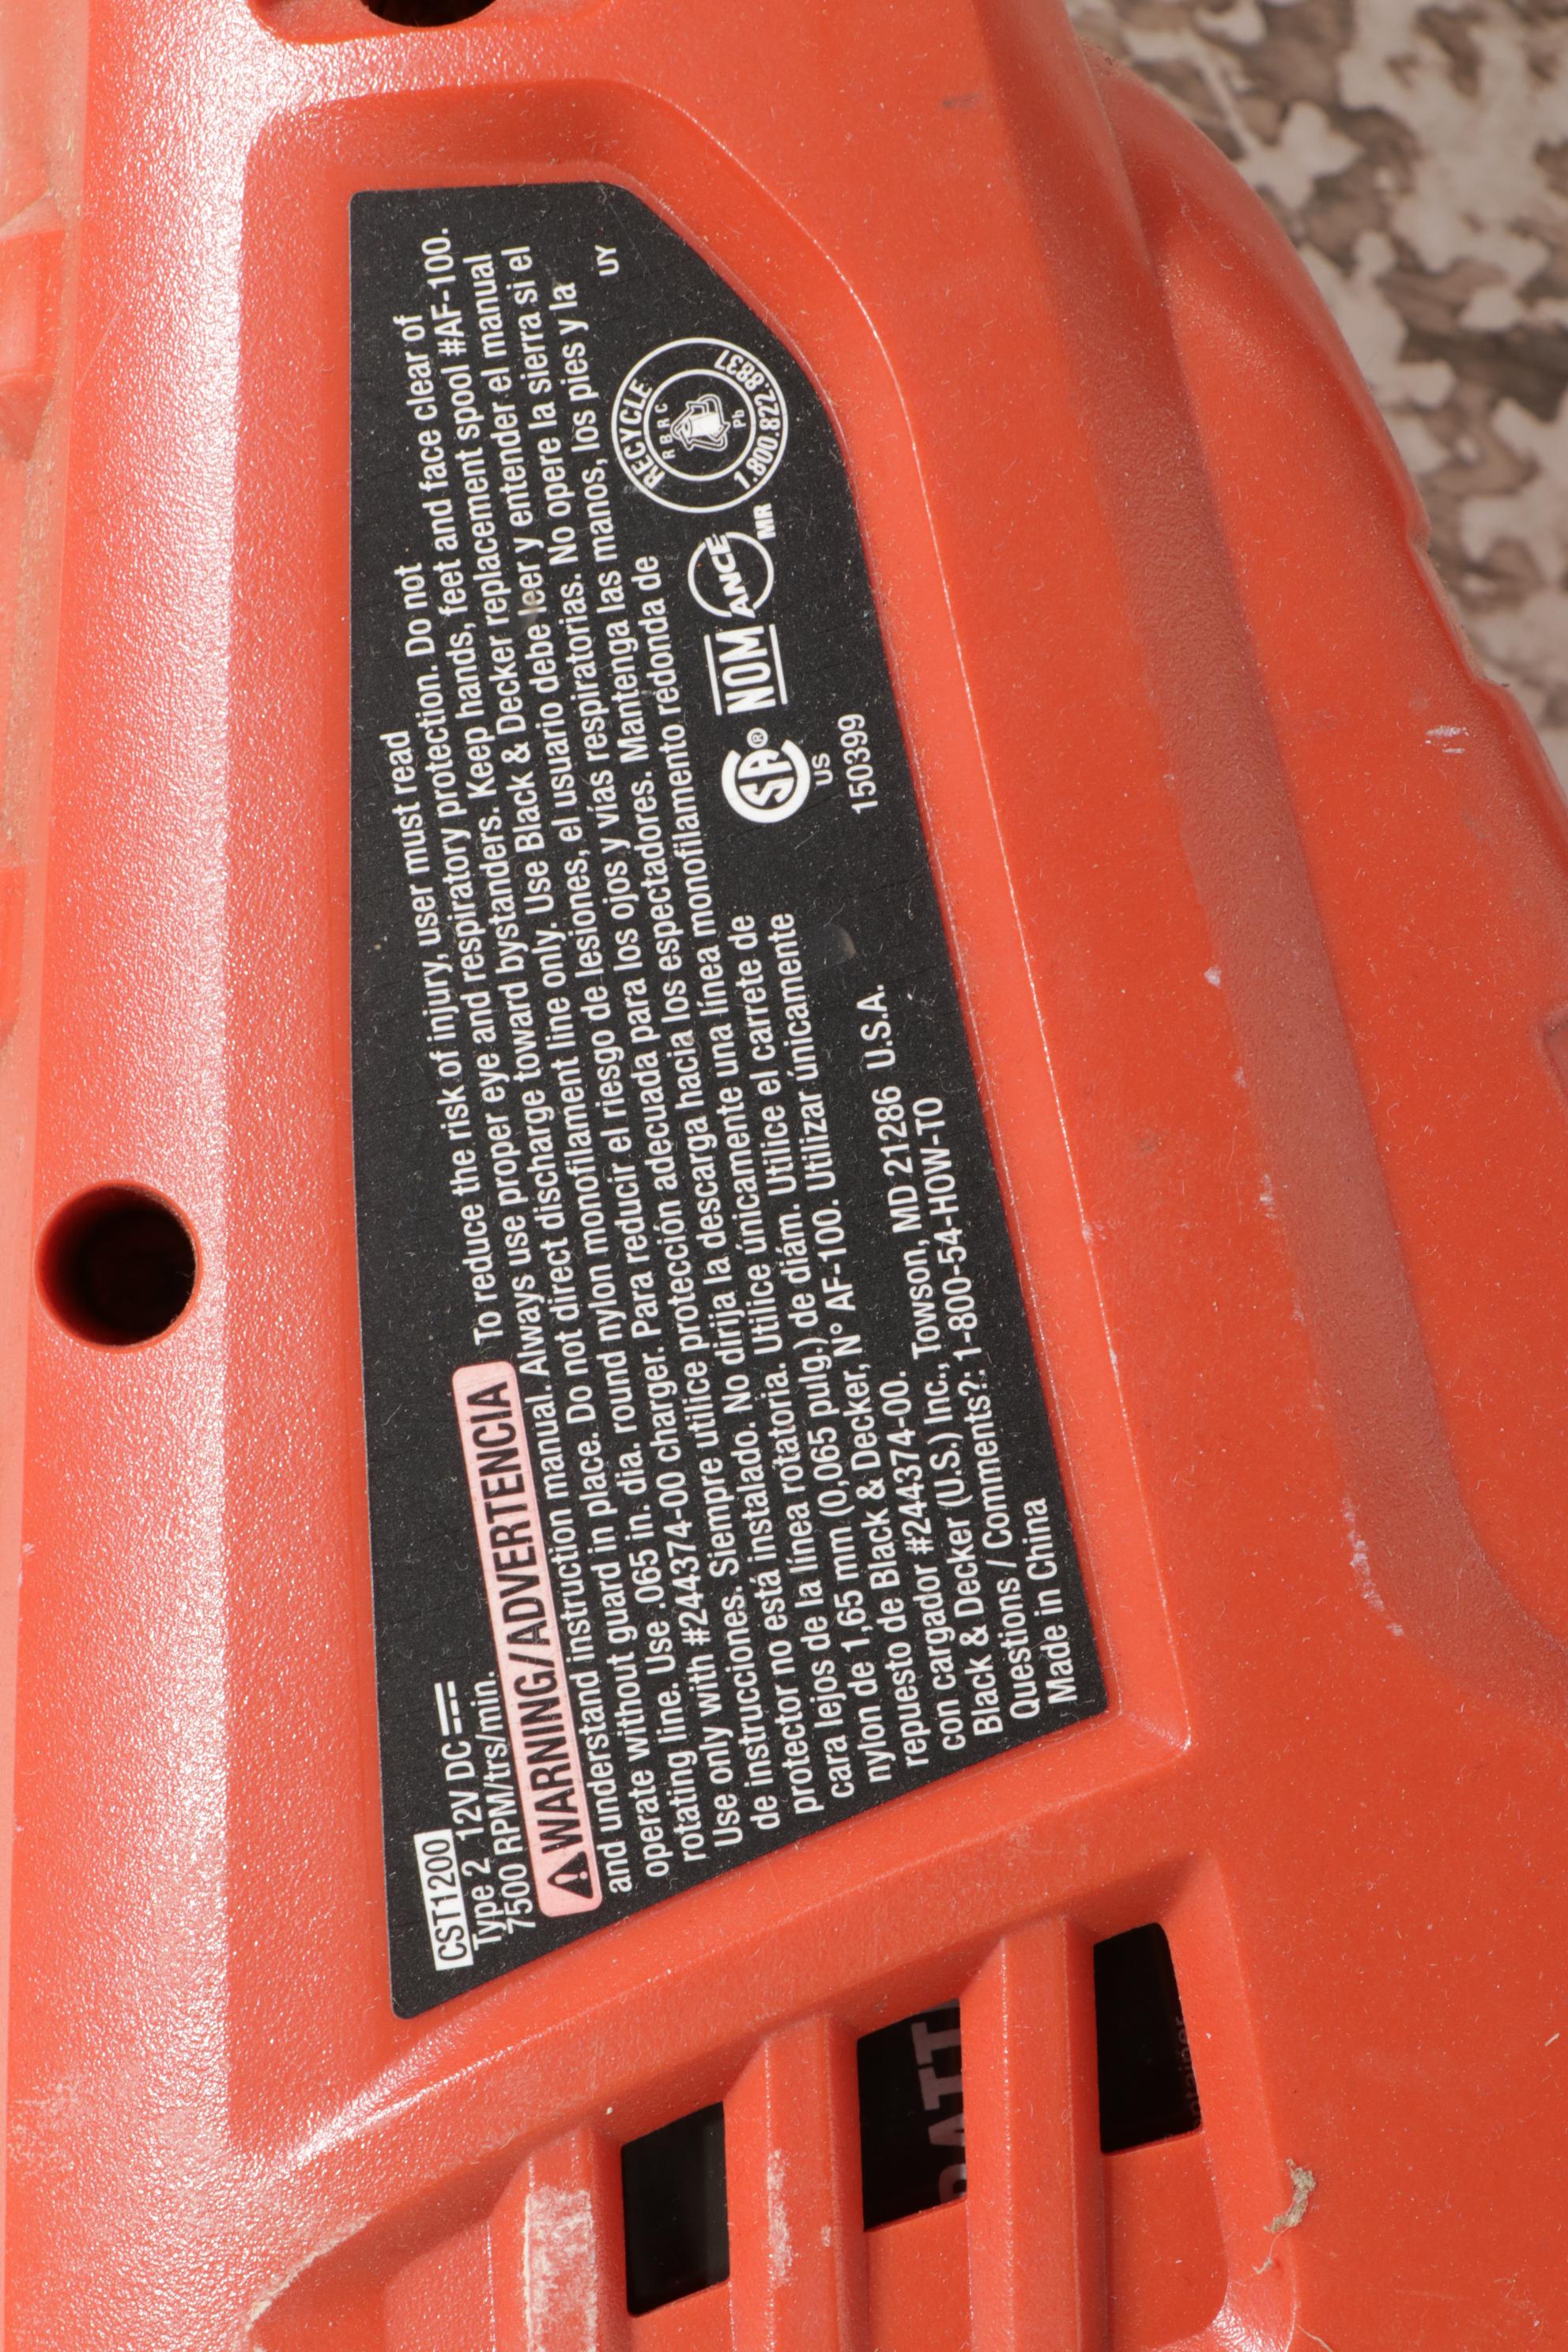 CST1200
Type 2 12V DC
7500 RPM/trs/min.
WARNING/ADVERTENCIA To reduce the risk of injury, user must read
and understand instruction manual. Always use proper eye and respiratory protection. Do not
operate without guard in place. Do not direct discharge toward bystanders. Keep hands, feet and face clear of
rotating line. Use .065 in. dia. round nylon monofilament line only. Use Black & Decker replacement spool #AF-100.
Use only with #244374-00 charger. Para reducir el riesgo de lesiones, el usuario debe leer y entender el manual
de instrucciones. Siempre utilice protección adecuada para los ojos y vías respiratorias. No opere la sierra si el
protector no está instalado. No dirija la descarga hacia los espectadores. Mantenga las manos, los pies y la
cara lejos de la línea rotatoria. Utilice únicamente una línea monofilamento redonda de
nylon de 1,65 mm (0,065 pulg.) de diám. Utilice el carrete de
repuesto de Black & Decker, N° AF-100. Utilizar únicamente
con cargador #244374-00.
Black & Decker (U.S.) Inc., Towson, MD 21286 U.S.A.
Questions / Comments?: 1-800-54-HOW-TO
Made in China
SA®
US
150399
NOM
ANCE
MR
RECYCLE
RBRC
Pb
1.800.822.8837
UY
BATT